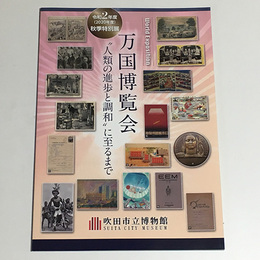 令和2年度
(2020年度)
秋季特別展
World Exposition
万国博覧会
“人類の進歩と調和”に至るまで
EEM
吹田市立博物館
SUITA CITY MUSEUM